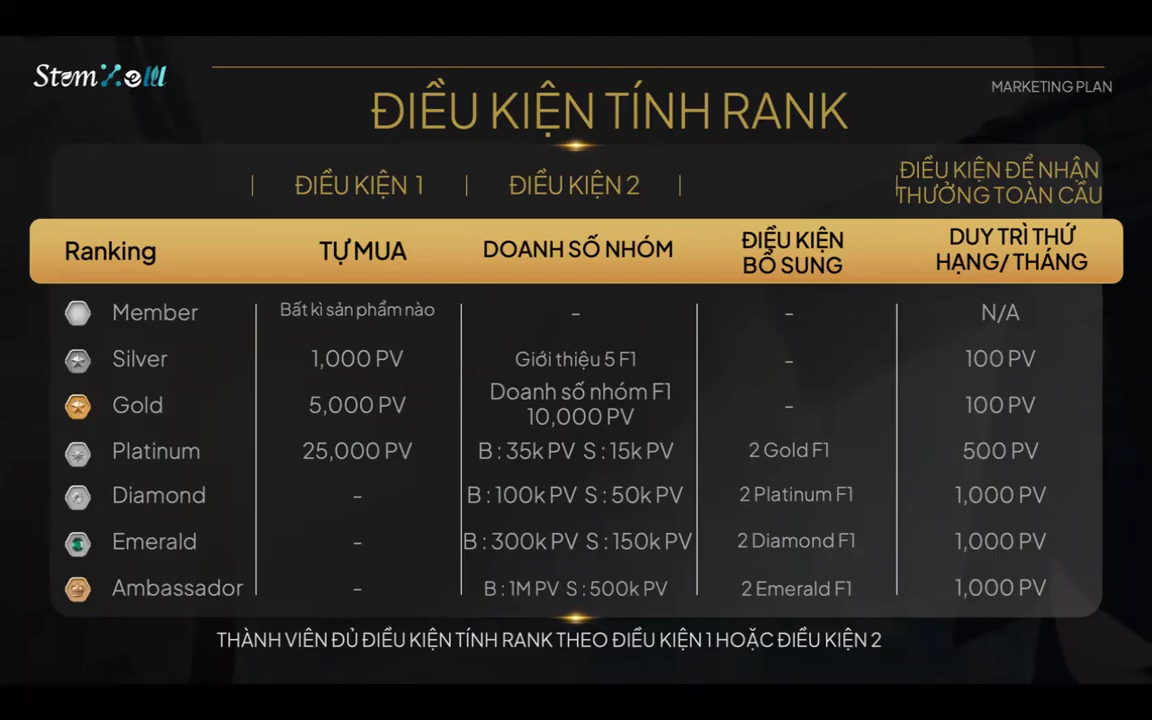 StemXcell
MARKETING PLAN
ĐIỀU KIỆN TÍNH RANK
ĐIỀU KIỆN 1
ĐIỀU KIỆN 2
ĐIỀU KIỆN ĐỂ NHẬN
THƯỞNG TOÀN CẦU
Ranking
TỰ MUA
DOANH SỐ NHÓM
ĐIỀU KIỆN
BỔ SUNG
DUY TRÌ THỨ
HẠNG/ THÁNG
Member Bất kì sản phẩm nào - - N/A
Silver 1,000 PV Giới thiệu 5 F1 - 100 PV
Gold 5,000 PV Doanh số nhóm F1
10,000 PV - 100 PV
Platinum 25,000 PV B : 35k PV S : 15k PV 2 Gold F1 500 PV
Diamond - B : 100k PV S : 50k PV 2 Platinum F1 1,000 PV
Emerald - B : 300k PV S : 150k PV 2 Diamond F1 1,000 PV
Ambassador - B : 1M PV S : 500k PV 2 Emerald F1 1,000 PV
THÀNH VIÊN ĐỦ ĐIỀU KIỆN TÍNH RANK THEO ĐIỀU KIỆN 1 HOẶC ĐIỀU KIỆN 2